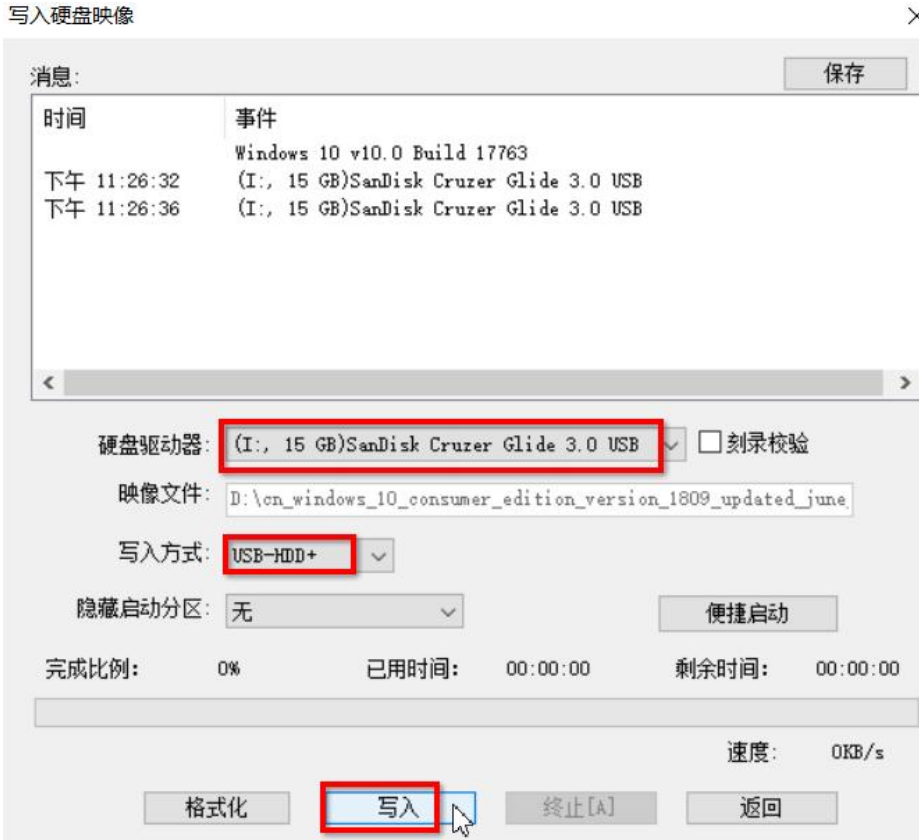 写入硬盘映像
消息:
保存
时间 事件
Windows 10 v10.0 Build 17763
下午 11:26:32 (I:, 15 GB)SanDisk Cruzer Glide 3.0 USB
下午 11:26:36 (I:, 15 GB)SanDisk Cruzer Glide 3.0 USB
硬盘驱动器: (I:, 15 GB)SanDisk Cruzer Glide 3.0 USB 刻录校验
映像文件: D:\cn_windows_10_consumer_edition_version_1809_updated_june
写入方式: USB-HDD+
隐藏启动分区: 无 便捷启动
完成比例: 0% 已用时间: 00:00:00 剩余时间: 00:00:00
速度: 0KB/s
格式化 写入 终止[A] 返回